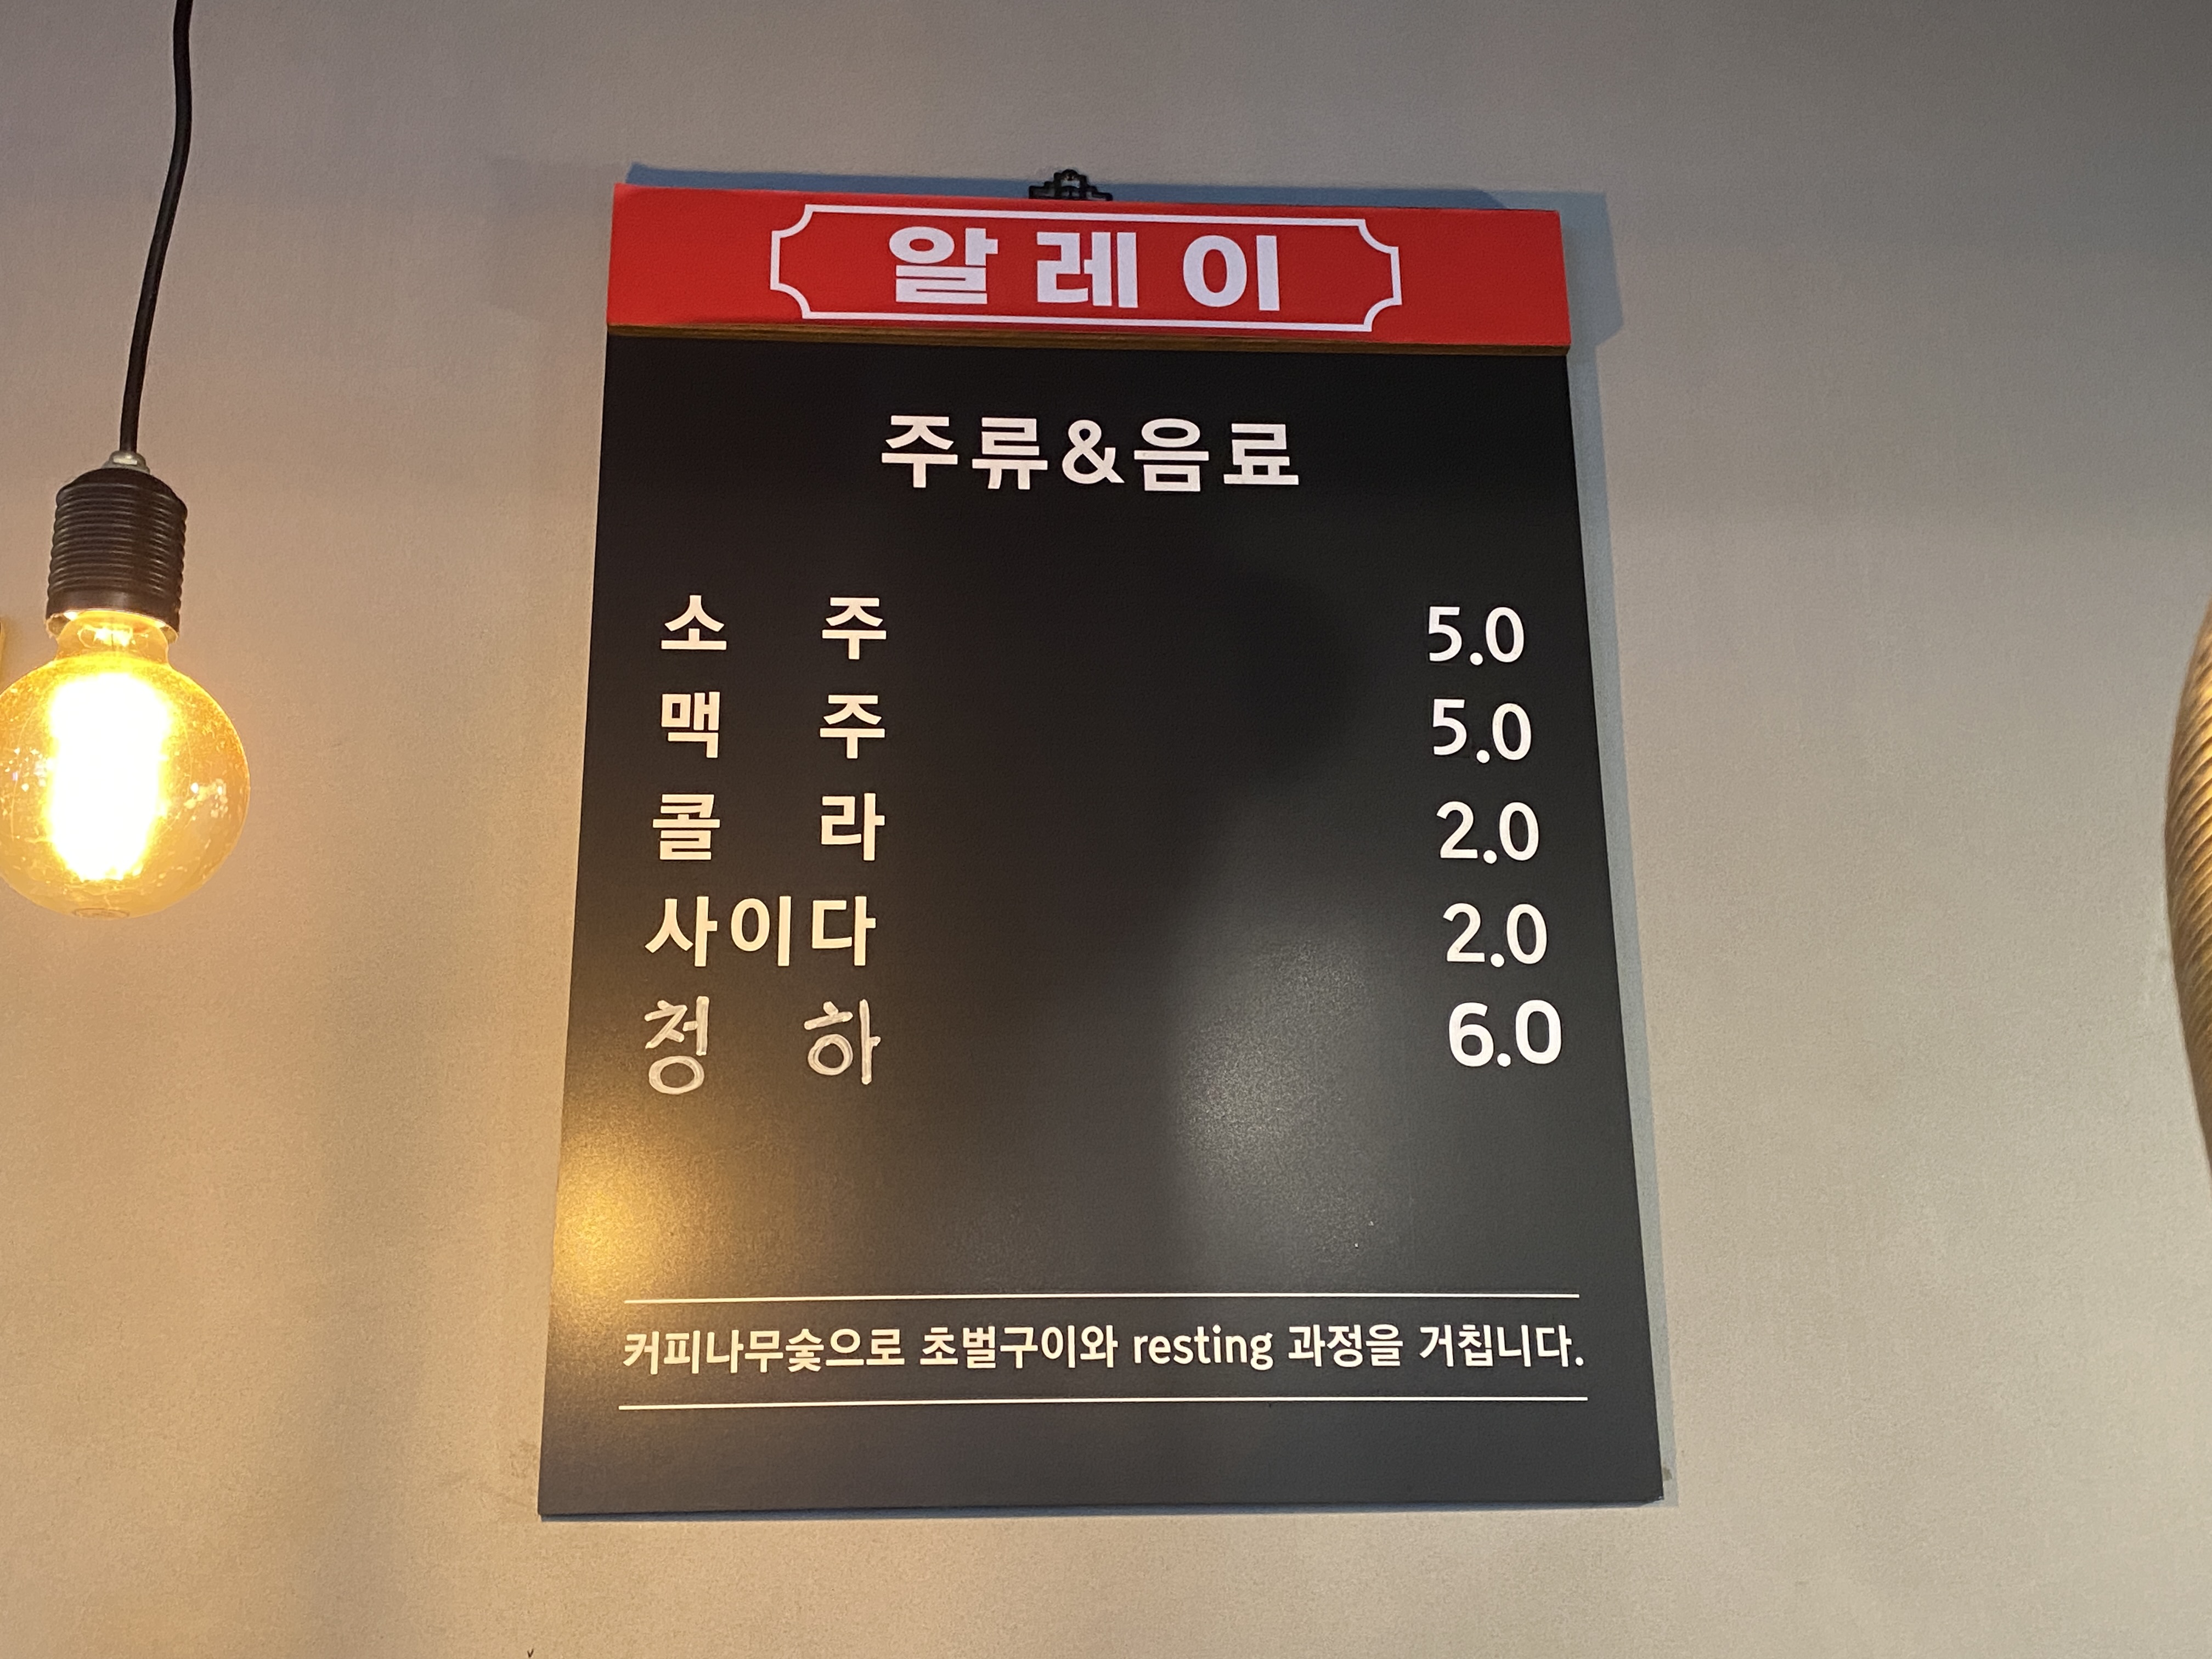 알레이
주류&음료
소 주 5.0
맥 주 5.0
콜 라 2.0
사이다 2.0
청 하 6.0
커피나무숯으로 초벌구이와 resting 과정을 거칩니다.